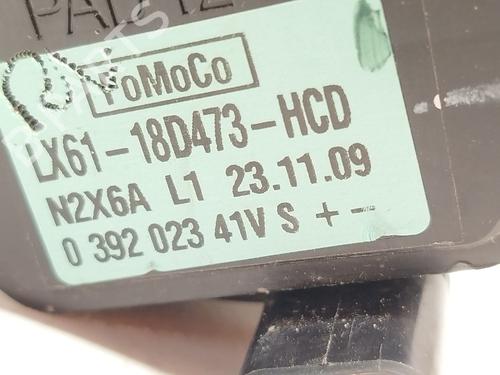 FoMoCo
LX61-18D473-HCD
N2X6A L1 23.11.09
0 392 023 41V S + -